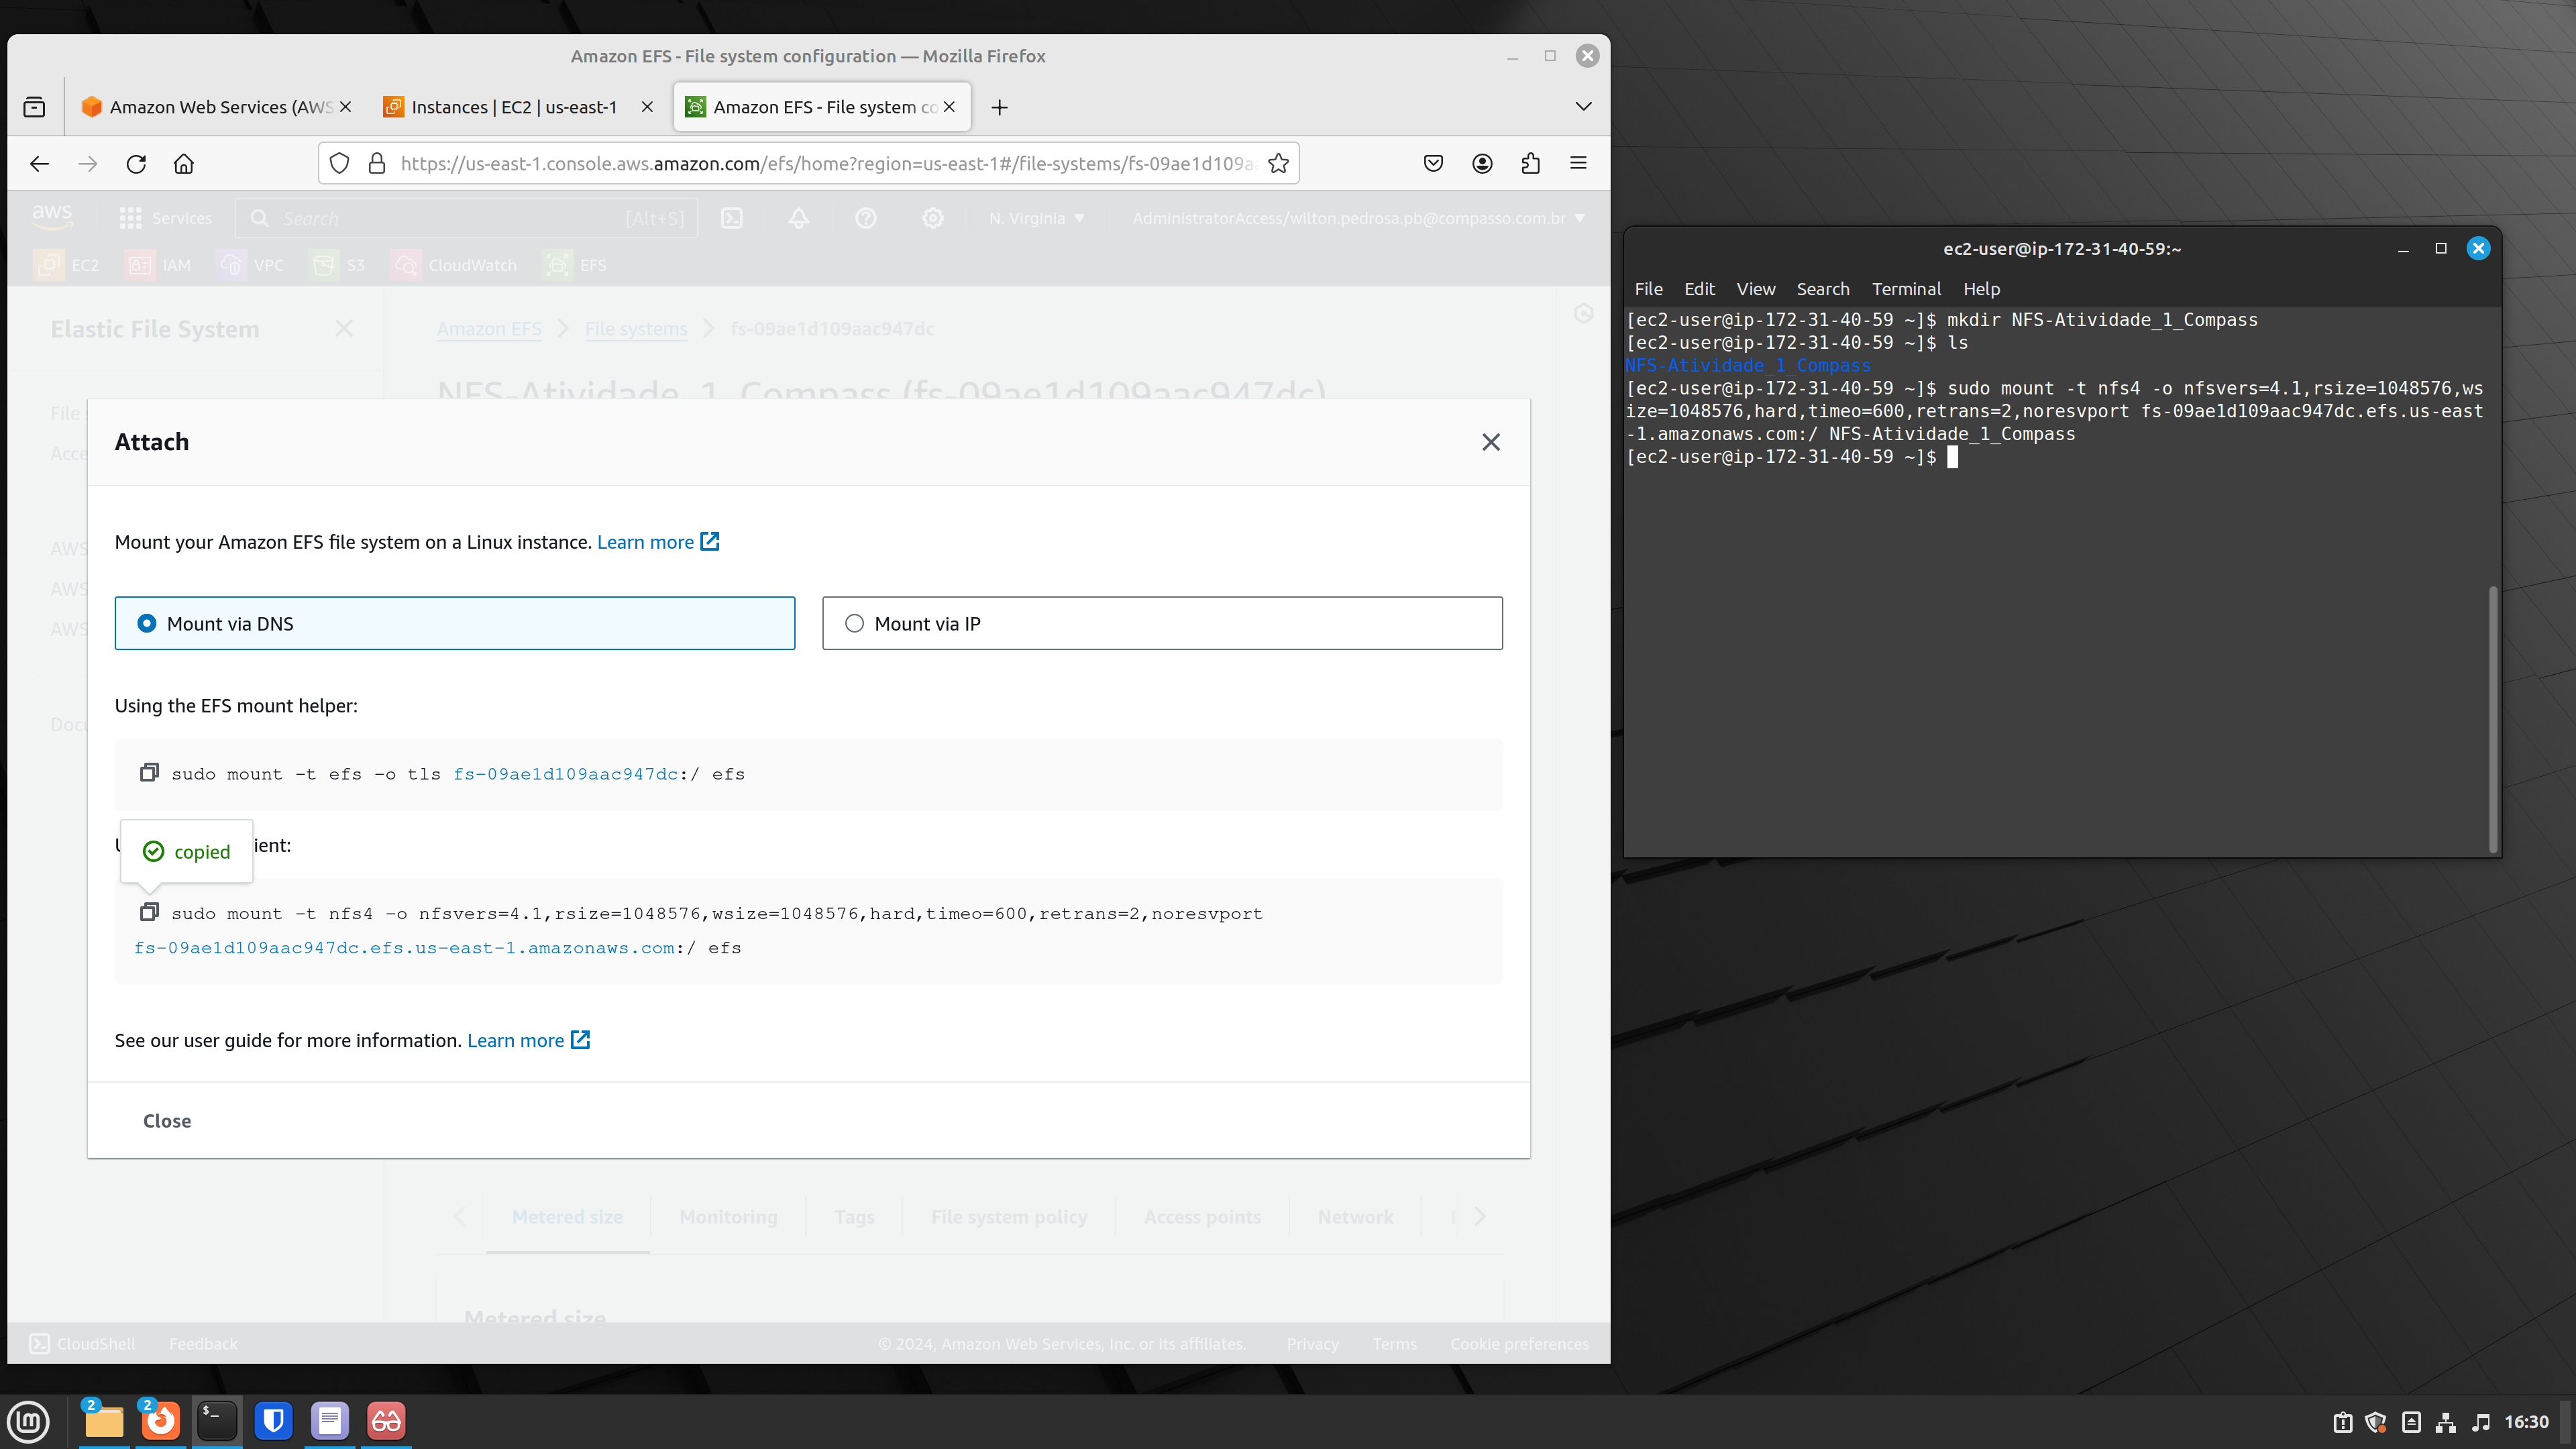 Amazon EFS - File system configuration — Mozilla Firefox
Amazon Web Services (AWS
Instances | EC2 | us-east-1
Amazon EFS - File system co
https://us-east-1.console.aws.amazon.com/efs/home?region=us-east-1#/file-systems/fs-09ae1d109a
aws
Services
Search
[Alt+S]
N. Virginia
AdministratorAccess/wilton.pedrosa.pb@compasso.com.br
EC2
IAM
VPC
S3
CloudWatch
EFS
Elastic File System
Amazon EFS
File systems
fs-09ae1d109aac947dc
NFS-Atividade_1_Compass (fs-09ae1d109aac947dc)
File
Acce
AWS
AWS
AWS
Docu
Attach
Mount your Amazon EFS file system on a Linux instance. Learn more
Mount via DNS
Mount via IP
Using the EFS mount helper:
sudo mount -t efs -o tls fs-09ae1d109aac947dc:/ efs
ient:
copied
sudo mount -t nfs4 -o nfsvers=4.1,rsize=1048576,wsize=1048576,hard,timeo=600,retrans=2,noresvport
fs-09ae1d109aac947dc.efs.us-east-1.amazonaws.com:/ efs
See our user guide for more information. Learn more
Close
Metered size
Monitoring
Tags
File system policy
Access points
Network
Metered size
CloudShell
Feedback
© 2024, Amazon Web Services, Inc. or its affiliates.
Privacy
Terms
Cookie preferences
ec2-user@ip-172-31-40-59:~
File Edit View Search Terminal Help
[ec2-user@ip-172-31-40-59 ~]$ mkdir NFS-Atividade_1_Compass
[ec2-user@ip-172-31-40-59 ~]$ ls
NFS-Atividade_1_Compass
[ec2-user@ip-172-31-40-59 ~]$ sudo mount -t nfs4 -o nfsvers=4.1,rsize=1048576,ws
ize=1048576,hard,timeo=600,retrans=2,noresvport fs-09ae1d109aac947dc.efs.us-east
-1.amazonaws.com:/ NFS-Atividade_1_Compass
[ec2-user@ip-172-31-40-59 ~]$
2
2
$_
16:30